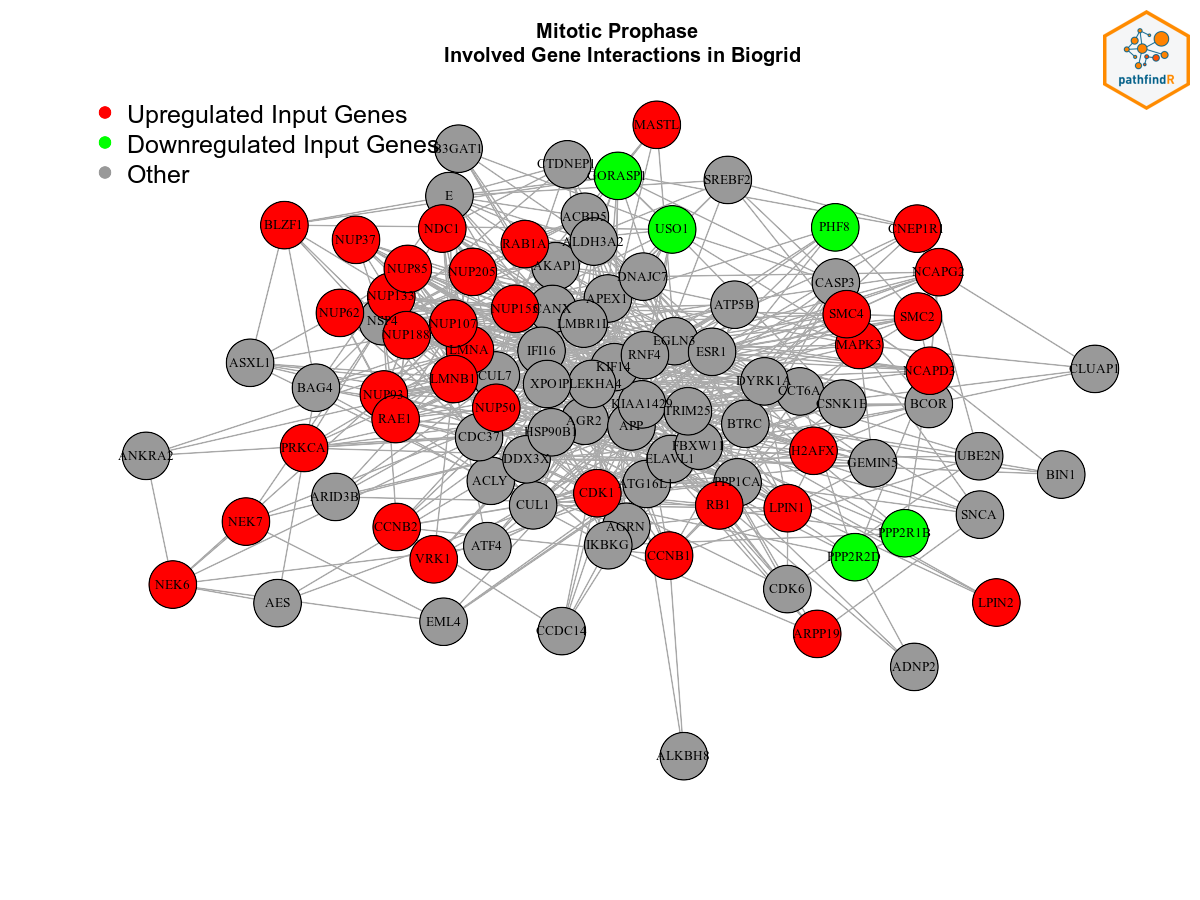 Mitotic Prophase
Involved Gene Interactions in Biogrid
pathfindR
Upregulated Input Genes
Downregulated Input Genes
Other
MASTL
B3GAT1
CTDNEP1
GORASP1
SREBF2
E
ACBD5
BLZF1
NUP37
NDC1
RAB1A
ALDH3A2
USO1
PHF8
CNEP1R1
NUP85
NUP205
AKAP1
DNAJC7
CASP3
NCAPG2
NUP133
NUP62
NSP4
NUP107
CANX
APEX1
LMBR1L
ATP5B
SMC4
SMC2
NUP188
LMNA
IFI16
EGLN3
RNF4
ESR1
MAPK3
ASXL1
BAG4
LMNB1
CUL7
XPO1
PLEKHA4
KIF14
DYRK1A
CCT6A
NCAPD3
CLUAP1
NUP93
RAE1
NUP50
KIAA1429
TRIM25
CSNK1E
BCOR
PRKCA
CDC37
HSP90B1
AGR2
APP
BTRC
FBXW11
H2AFX
ANKRA2
DDX3X
ELAVL1
GEMIN5
UBE2N
BIN1
ARID3B
ACLY
CDK1
ATG16L1
PPP1CA
NEK7
CCNB2
CUL1
RB1
LPIN1
SNCA
VRK1
ATF4
AGRN
IKBKG
CCNB1
PPP2R2D
PPP2R1B
NEK6
AES
EML4
CCDC14
CDK6
LPIN2
ARPP19
ADNP2
ALKBH8